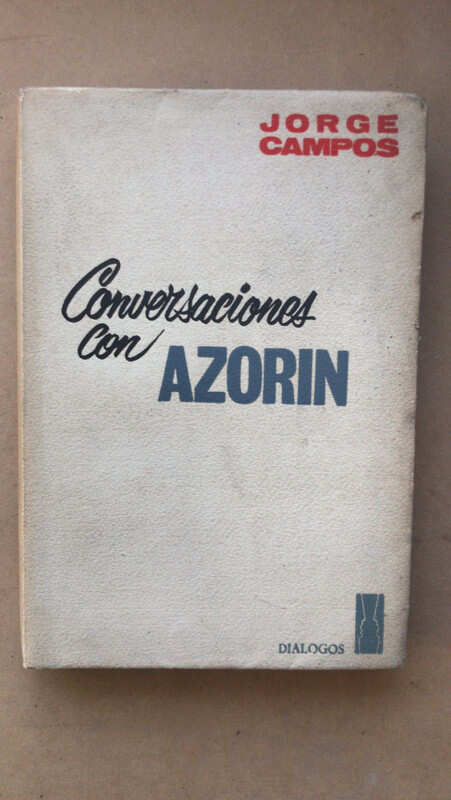 JORGE
CAMPOS
Conversaciones
con AZORIN
DIALOGOS